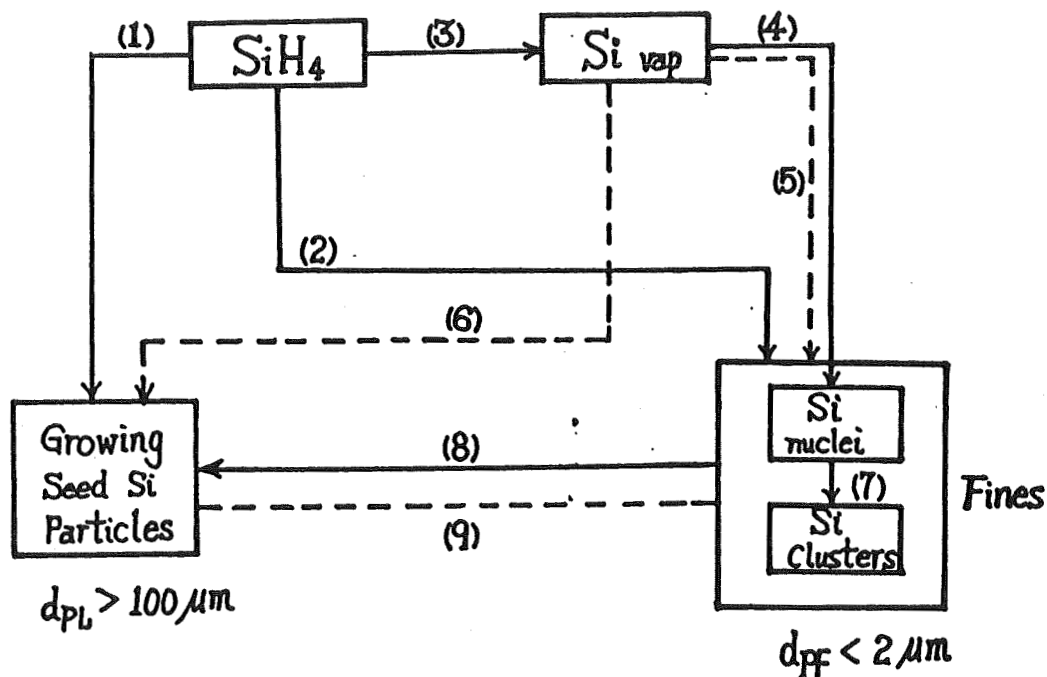 (1)
SiH4
(3)
Si vap
(4)
(5)
(2)
(6)
Growing
Seed Si
Particles
(8)
(9)
Si
nuclei
(7)
Si
Clusters
Fines
dPL > 100 μm
dPF < 2 μm